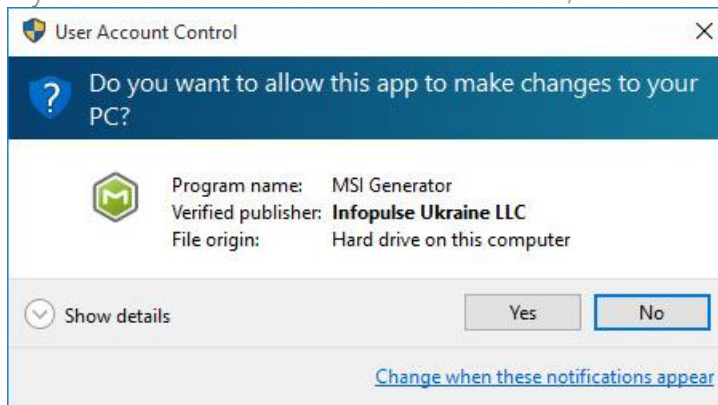 User Account Control
Do you want to allow this app to make changes to your
PC?
Program name: MSI Generator
Verified publisher: Infopulse Ukraine LLC
File origin: Hard drive on this computer
Show details
Yes
No
Change when these notifications appear